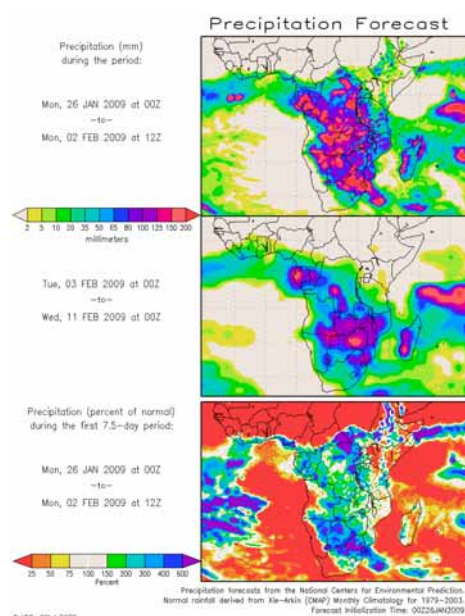 Precipitation Forecast
Precipitation (mm)
during the period:
Mon, 26 JAN 2009 at 00Z
-to-
Mon, 02 FEB 2009 at 12Z
2 5 10 20 35 50 65 80 100 125 150 200
millimeters
Tue, 03 FEB 2009 at 00Z
-to-
Wed, 11 FEB 2009 at 00Z
Precipitation (percent of normal)
during the first 7.5-day period:
Mon, 26 JAN 2009 at 00Z
-to-
Mon, 02 FEB 2009 at 12Z
25 50 75 100 150 200 300 400 600
Percent
Precipitation forecasts from the National Centers for Environmental Prediction.
Normal rainfall derived from Xie-Arkin (CMAP) Monthly Climatology for 1979-2003.
Forecast Initialization Time: 00Z26JAN2009